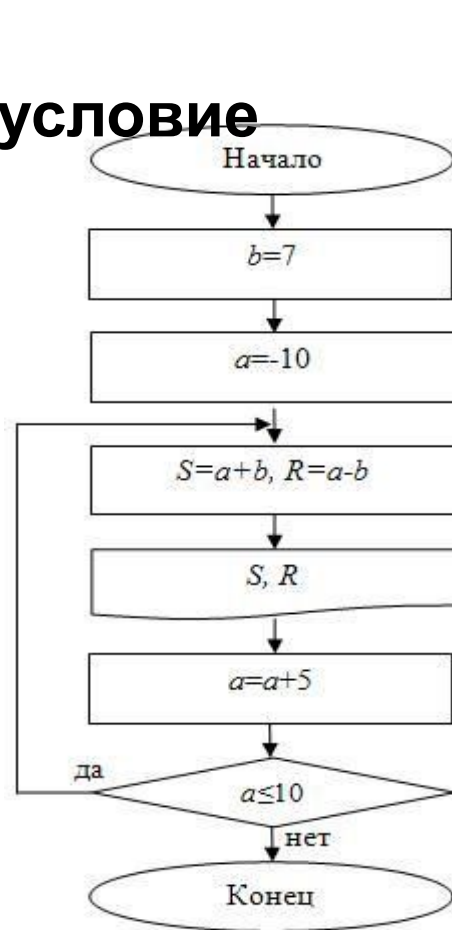 условие
Начало
b=7
a=-10
S=a+b, R=a-b
S, R
a=a+5
да
a≤10
нет
Конец